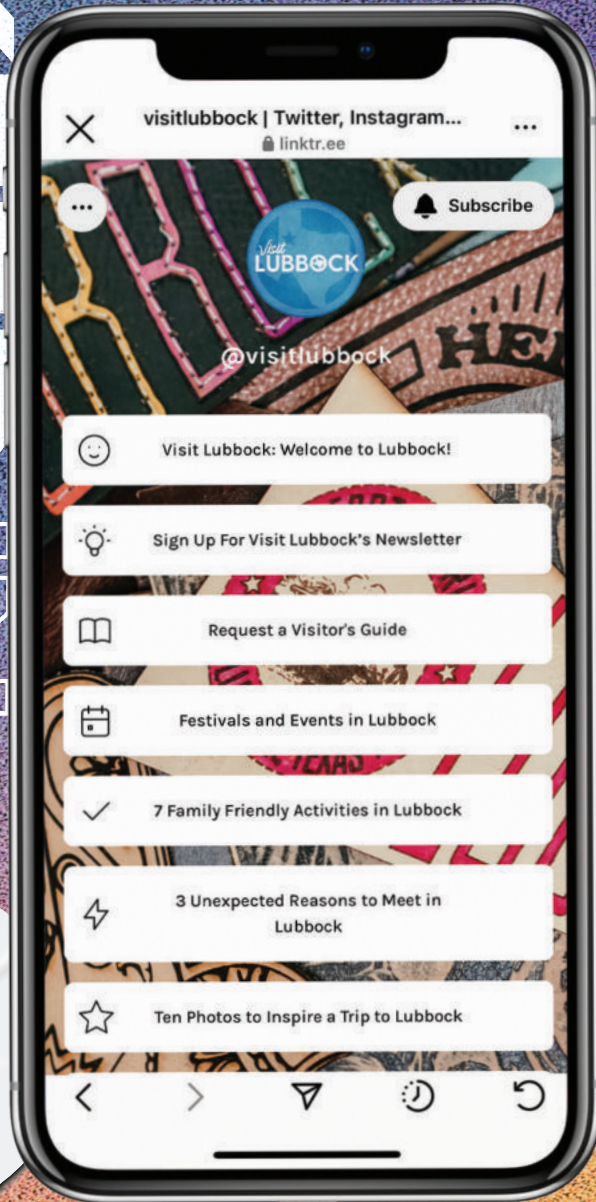 visitlubbock | Twitter, Instagram...
linktr.ee
Subscribe
Visit
LUBBOCK
@visitlubbock
HE
Visit Lubbock: Welcome to Lubbock!
Sign Up For Visit Lubbock's Newsletter
Request a Visitor's Guide
Festivals and Events in Lubbock
TEXAS
7 Family Friendly Activities in Lubbock
3 Unexpected Reasons to Meet in
Lubbock
Ten Photos to Inspire a Trip to Lubbock